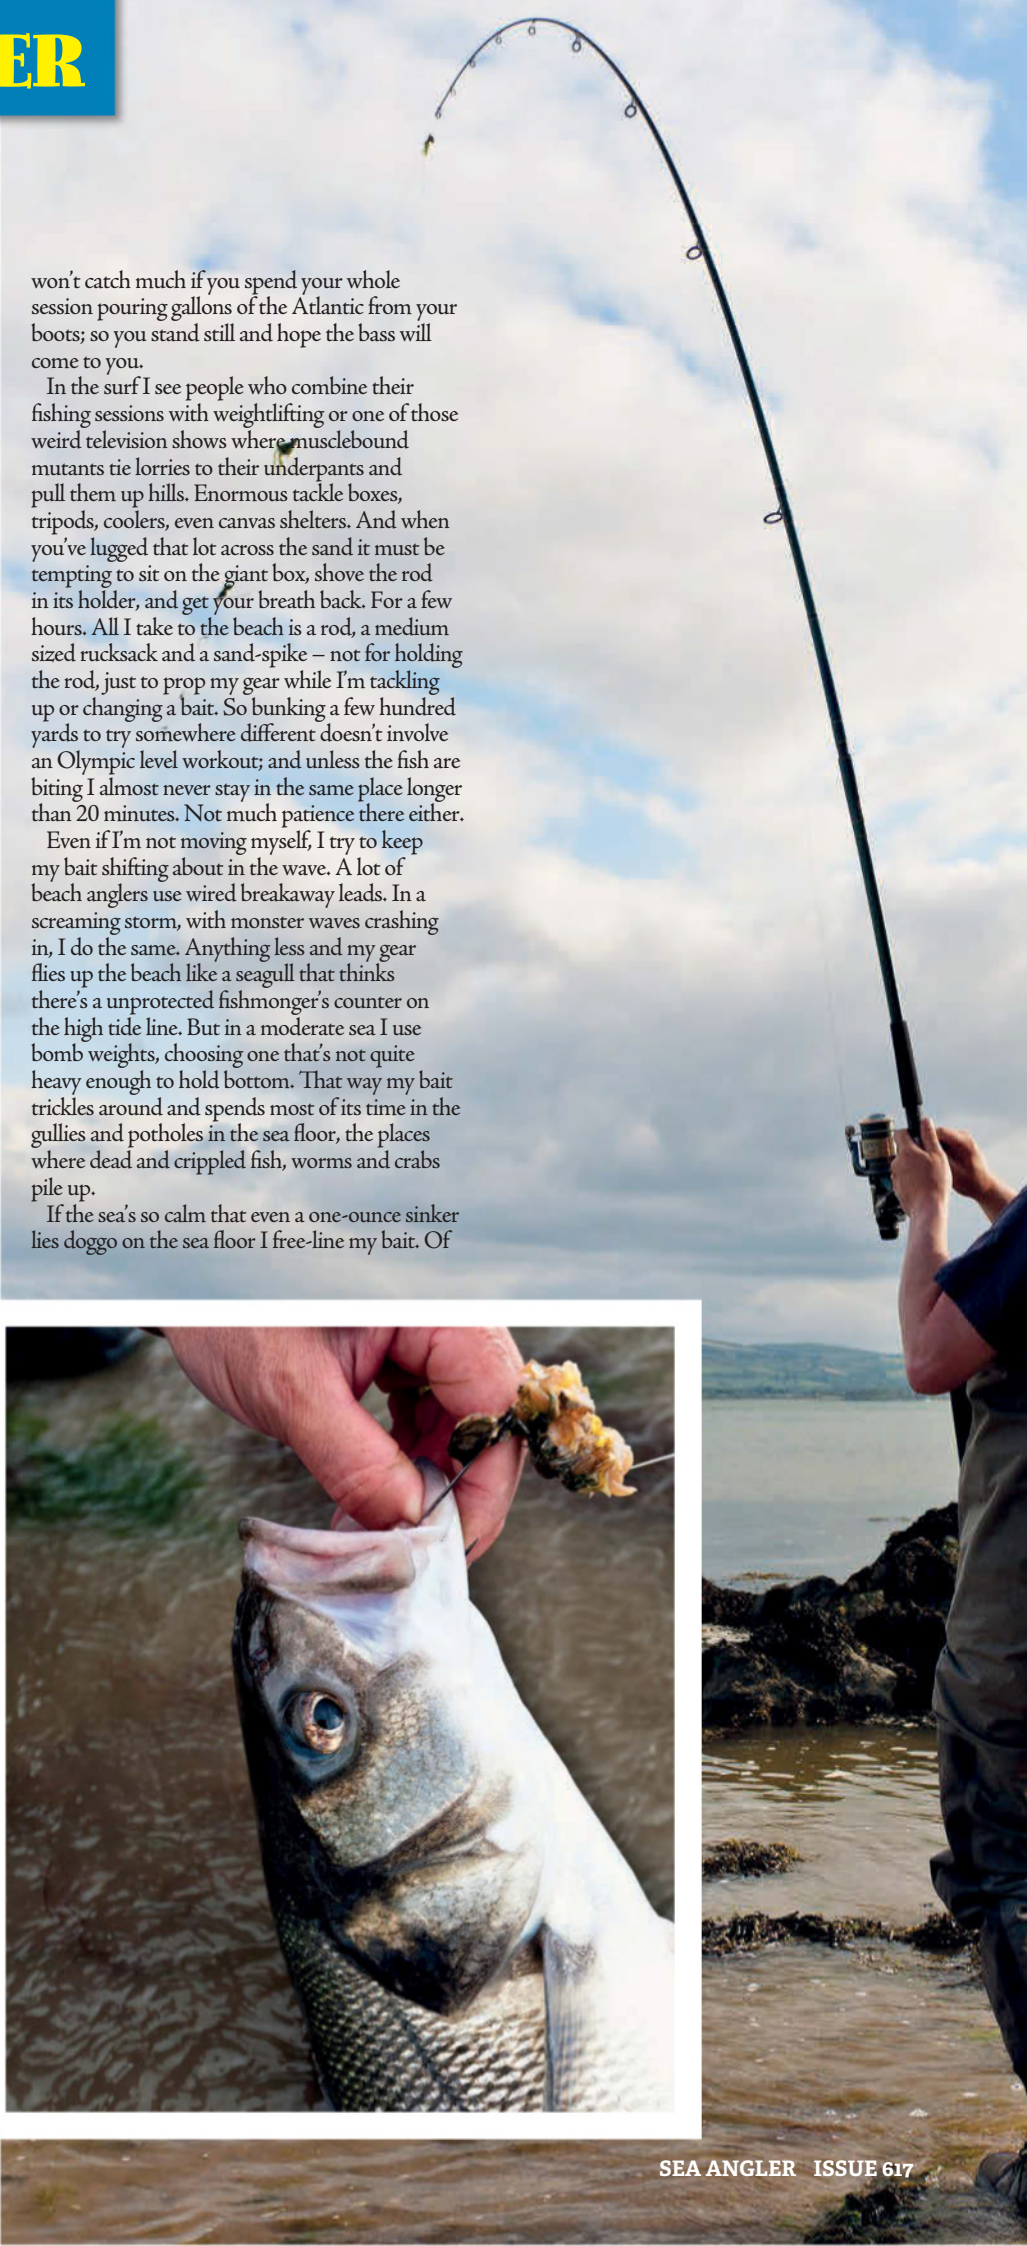 ER
won't catch much if you spend your whole
session pouring gallons of the Atlantic from your
boots; so you stand still and hope the bass will
come to you.
In the surf I see people who combine their
fishing sessions with weightlifting or one of those
weird television shows where musclebound
mutants tie lorries to their underpants and
pull them up hills. Enormous tackle boxes,
tripods, coolers, even canvas shelters. And when
you've lugged that lot across the sand it must be
tempting to sit on the giant box, shove the rod
in its holder, and get your breath back. For a few
hours. All I take to the beach is a rod, a medium
sized rucksack and a sand-spike – not for holding
the rod, just to prop my gear while I'm tackling
up or changing a bait. So bunking a few hundred
yards to try somewhere different doesn't involve
an Olympic level workout; and unless the fish are
biting I almost never stay in the same place longer
than 20 minutes. Not much patience there either.
Even if I'm not moving myself, I try to keep
my bait shifting about in the wave. A lot of
beach anglers use wired breakaway leads. In a
screaming storm, with monster waves crashing
in, I do the same. Anything less and my gear
flies up the beach like a seagull that thinks
there's a unprotected fishmonger's counter on
the high tide line. But in a moderate sea I use
bomb weights, choosing one that's not quite
heavy enough to hold bottom. That way my bait
trickles around and spends most of its time in the
gullies and potholes in the sea floor, the places
where dead and crippled fish, worms and crabs
pile up.
If the sea's so calm that even a one-ounce sinker
lies doggo on the sea floor I free-line my bait. Of
SEA ANGLER ISSUE 617